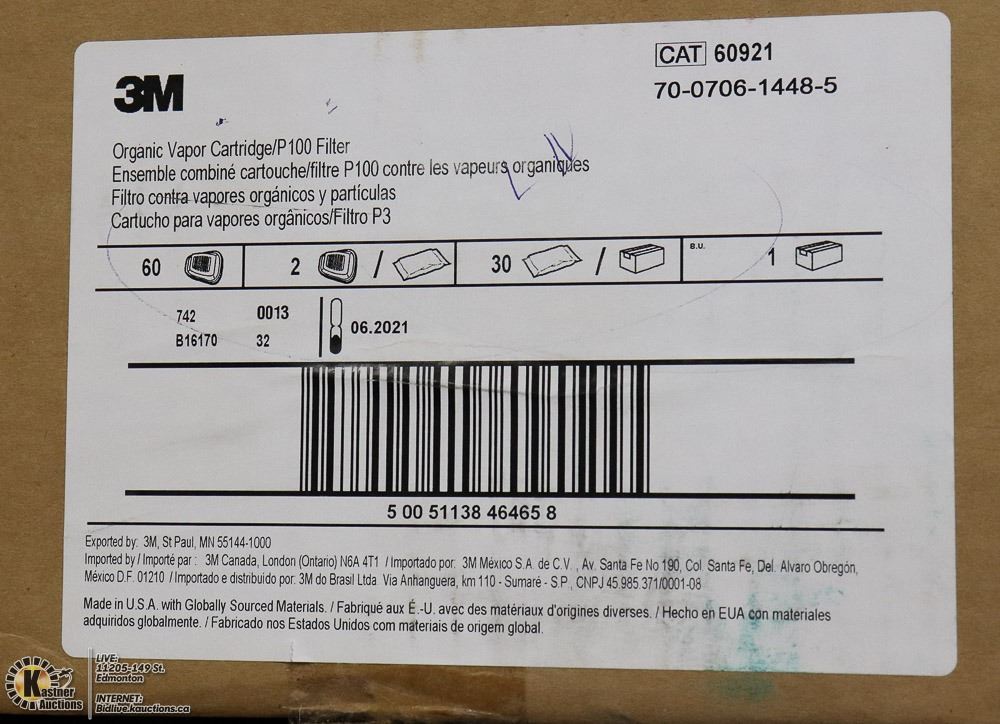 3M
CAT 60921
70-0706-1448-5
Organic Vapor Cartridge/P100 Filter
Ensemble combiné cartouche/filtre P100 contre les vapeurs organiques
Filtro contra vapores orgánicos y partículas
Cartucho para vapores orgânicos/Filtro P3
60 2 / 30 / B.U. 1
742 0013
B16170 32
06.2021
5 00 51138 46465 8
Exported by: 3M, St Paul, MN 55144-1000
Imported by / Importé par : 3M Canada, London (Ontario) N6A 4T1 / Importado por: 3M México S.A. de C.V. , Av. Santa Fe No 190, Col. Santa Fe, Del. Alvaro Obregón,
México D.F. 01210 / Importado e distribuido por: 3M do Brasil Ltda Via Anhanguera, km 110 - Sumaré - S.P., CNPJ 45.985.371/0001-08
Made in U.S.A. with Globally Sourced Materials. / Fabriqué aux É.-U. avec des matériaux d'origines diverses. / Hecho en EUA con materiales
adquiridos globalmente. / Fabricado nos Estados Unidos com materiais de origem global.
Kastner
Auctions
LIVE:
11205-149 St.
Edmonton
INTERNET:
Bidlive.kauctions.ca